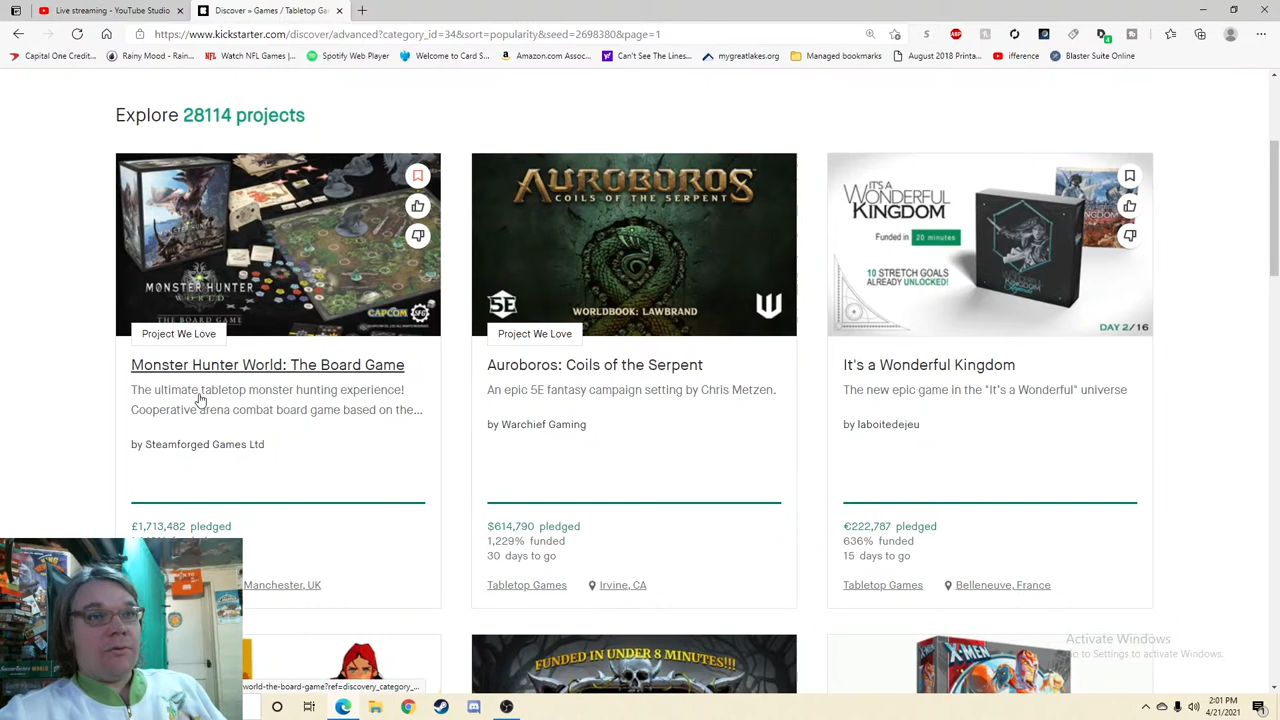 Live streaming - YouTube Studio
Discover » Games / Tabletop Gam
https://www.kickstarter.com/discover/advanced?category_id=34&sort=popularity&seed=2698380&page=1
Capital One Credit...
Rainy Mood - Rain...
Watch NFL Games |...
Spotify Web Player
Welcome to Card S...
Amazon.com Assoc...
Can't See The Lines...
mygreatlakes.org
Managed bookmarks
August 2018 Printa...
ifference
Blaster Suite Online
Explore 28114 projects
MONSTER HUNTER
WORLD
THE BOARD GAME
CAPCOM
SFG
Project We Love
Monster Hunter World: The Board Game
The ultimate tabletop monster hunting experience!
Cooperative arena combat board game based on the...
by Steamforged Games Ltd
£1,713,482 pledged
Manchester, UK
AUROBOROS
COILS OF THE SERPENT
5E
WORLDBOOK: LAWBRAND
Project We Love
Auroboros: Coils of the Serpent
An epic 5E fantasy campaign setting by Chris Metzen.
by Warchief Gaming
$614,790 pledged
1,229% funded
30 days to go
Tabletop Games
Irvine, CA
IT'S A
WONDERFUL
KINGDOM
Funded in 20 minutes
10 STRETCH GOALS
ALREADY UNLOCKED!
DAY 2/16
It's a Wonderful Kingdom
The new epic game in the "It's a Wonderful" universe
by laboitedejeu
€222,787 pledged
636% funded
15 days to go
Tabletop Games
Belleneuve, France
FUNDED IN UNDER 8 MINUTES!!!
X-MEN
Activate Windows
Go to Settings to activate Windows.
world-the-board-game?ref=discovery_category_...
2:01 PM
4/21/2021